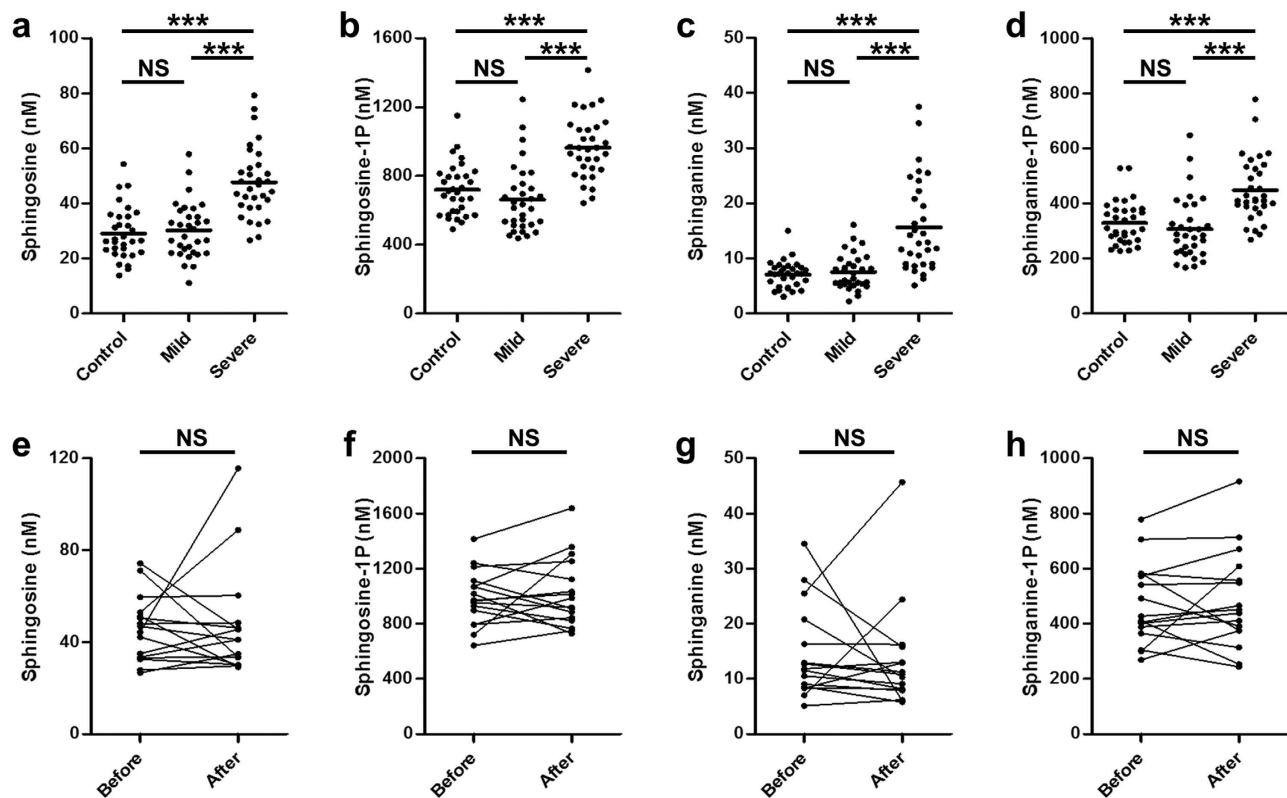 a
***
***
NS
Sphingosine (nM)
100
80
60
40
20
0
Control
Mild
Severe
b
***
***
NS
Sphingosine-1P (nM)
1600
1200
800
400
0
Control
Mild
Severe
c
***
***
NS
Sphinganine (nM)
50
40
30
20
10
0
Control
Mild
Severe
d
***
***
NS
Sphinganine-1P (nM)
1000
800
600
400
200
0
Control
Mild
Severe
e
NS
Sphingosine (nM)
120
80
40
0
Before
After
f
NS
Sphingosine-1P (nM)
2000
1600
1200
800
400
0
Before
After
g
NS
Sphinganine (nM)
50
40
30
20
10
0
Before
After
h
NS
Sphinganine-1P (nM)
1000
800
600
400
200
0
Before
After